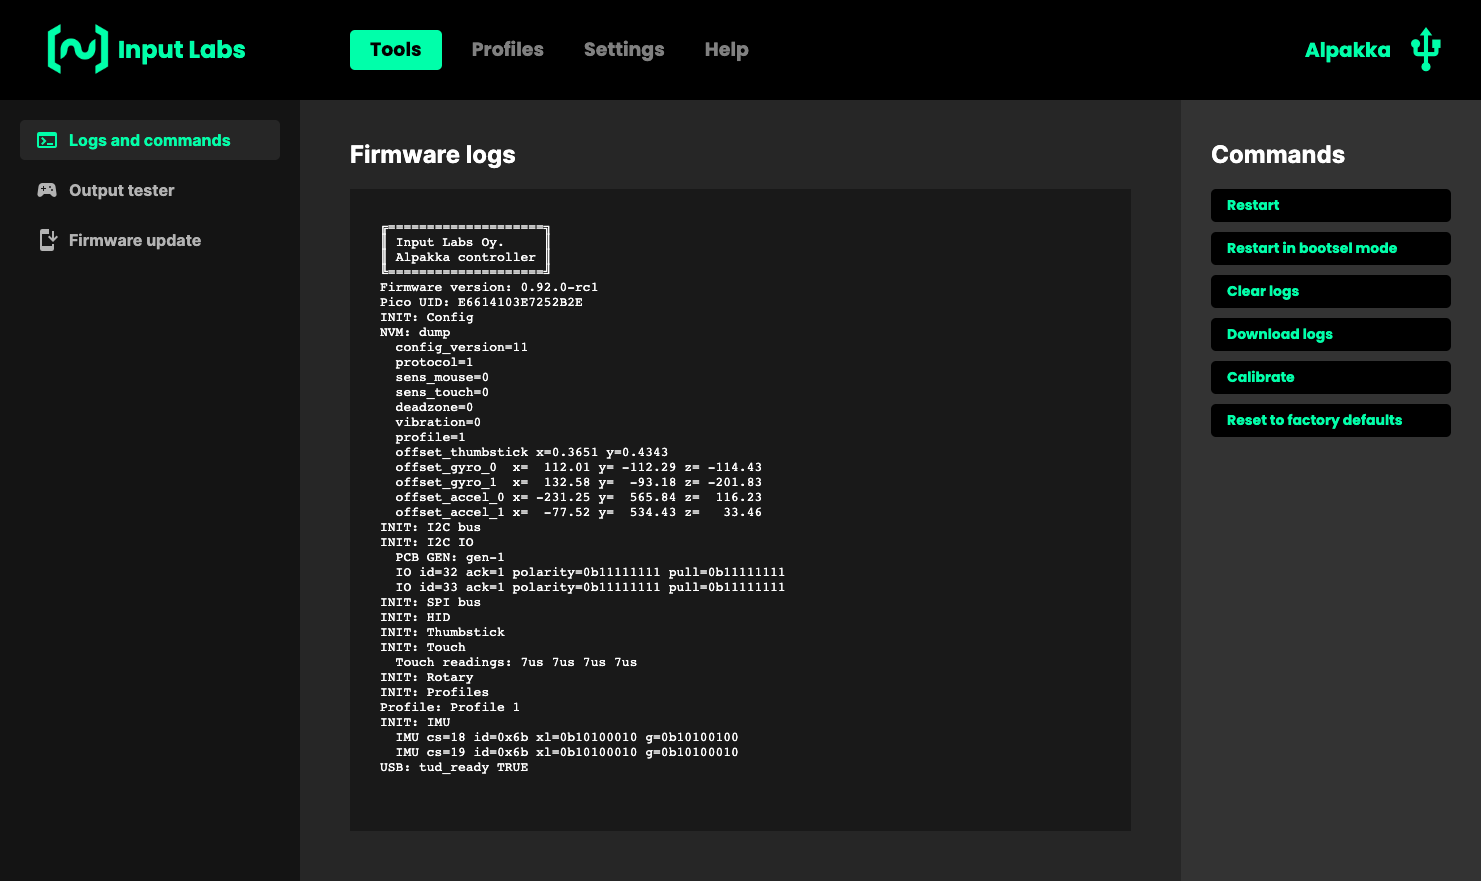 Input Labs
Tools
Profiles
Settings
Help
Alpakka
Logs and commands
Output tester
Firmware update
Firmware logs
╔====================╗
║ Input Labs Oy.     ║
║ Alpakka controller ║
╚====================╝
Firmware version: 0.92.0-rc1
Pico UID: E6614103E7252B2E
INIT: Config
NVM: dump
  config_version=11
  protocol=1
  sens_mouse=0
  sens_touch=0
  deadzone=0
  vibration=0
  profile=1
  offset_thumbstick x=0.3651 y=0.4343
  offset_gyro_0  x=  112.01 y= -112.29 z= -114.43
  offset_gyro_1  x=  132.58 y=  -93.18 z= -201.83
  offset_accel_0 x= -231.25 y=  565.84 z=  116.23
  offset_accel_1 x=  -77.52 y=  534.43 z=   33.46
INIT: I2C bus
INIT: I2C IO
  PCB GEN: gen-1
  IO id=32 ack=1 polarity=0b11111111 pull=0b11111111
  IO id=33 ack=1 polarity=0b11111111 pull=0b11111111
INIT: SPI bus
INIT: HID
INIT: Thumbstick
INIT: Touch
  Touch readings: 7us 7us 7us 7us
INIT: Rotary
INIT: Profiles
Profile: Profile 1
INIT: IMU
  IMU cs=18 id=0x6b xl=0b10100010 g=0b10100100
  IMU cs=19 id=0x6b xl=0b10100010 g=0b10100010
USB: tud_ready TRUE
Commands
Restart
Restart in bootsel mode
Clear logs
Download logs
Calibrate
Reset to factory defaults